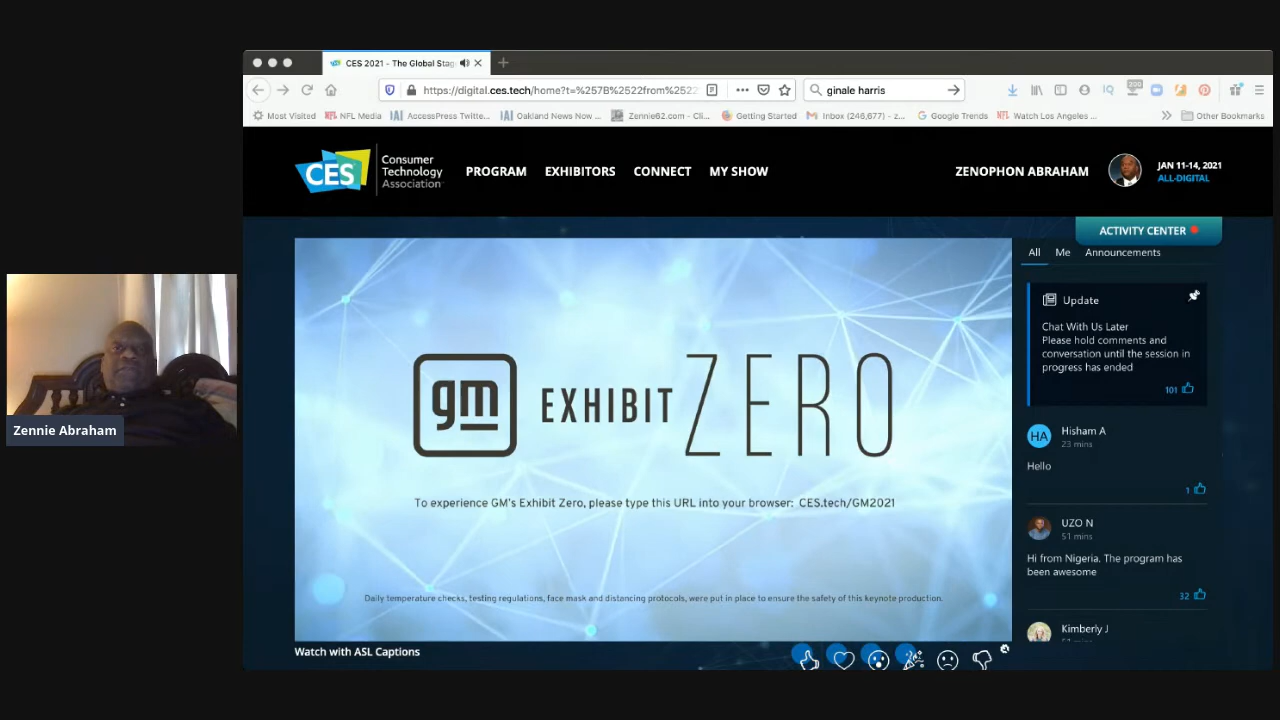 CES 2021 - The Global Stag
https://digital.ces.tech/home?t=%257B%2522from%2522
ginale harris
Most Visited
NFL Media
AccessPress Twitte...
Oakland News Now ...
Zennie62.com - Cli...
Getting Started
Inbox (246,677) - z...
Google Trends
Watch Los Angeles ...
Other Bookmarks
CES
Consumer
Technology
Association
PROGRAM
EXHIBITORS
CONNECT
MY SHOW
ZENOPHON ABRAHAM
JAN 11-14, 2021
ALL-DIGITAL
ACTIVITY CENTER
All Me Announcements
Update
Chat With Us Later
Please hold comments and
conversation until the session in
progress has ended
101
HA
Hisham A
23 mins
Hello
1
UZO N
51 mins
Hi from Nigeria. The program has
been awesome
32
Kimberly J
gm EXHIBIT ZERO
To experience GM's Exhibit Zero, please type this URL into your browser: CES.tech/GM2021
Daily temperature checks, testing regulations, face mask and distancing protocols, were put in place to ensure the safety of this keynote production.
Watch with ASL Captions
Zennie Abraham